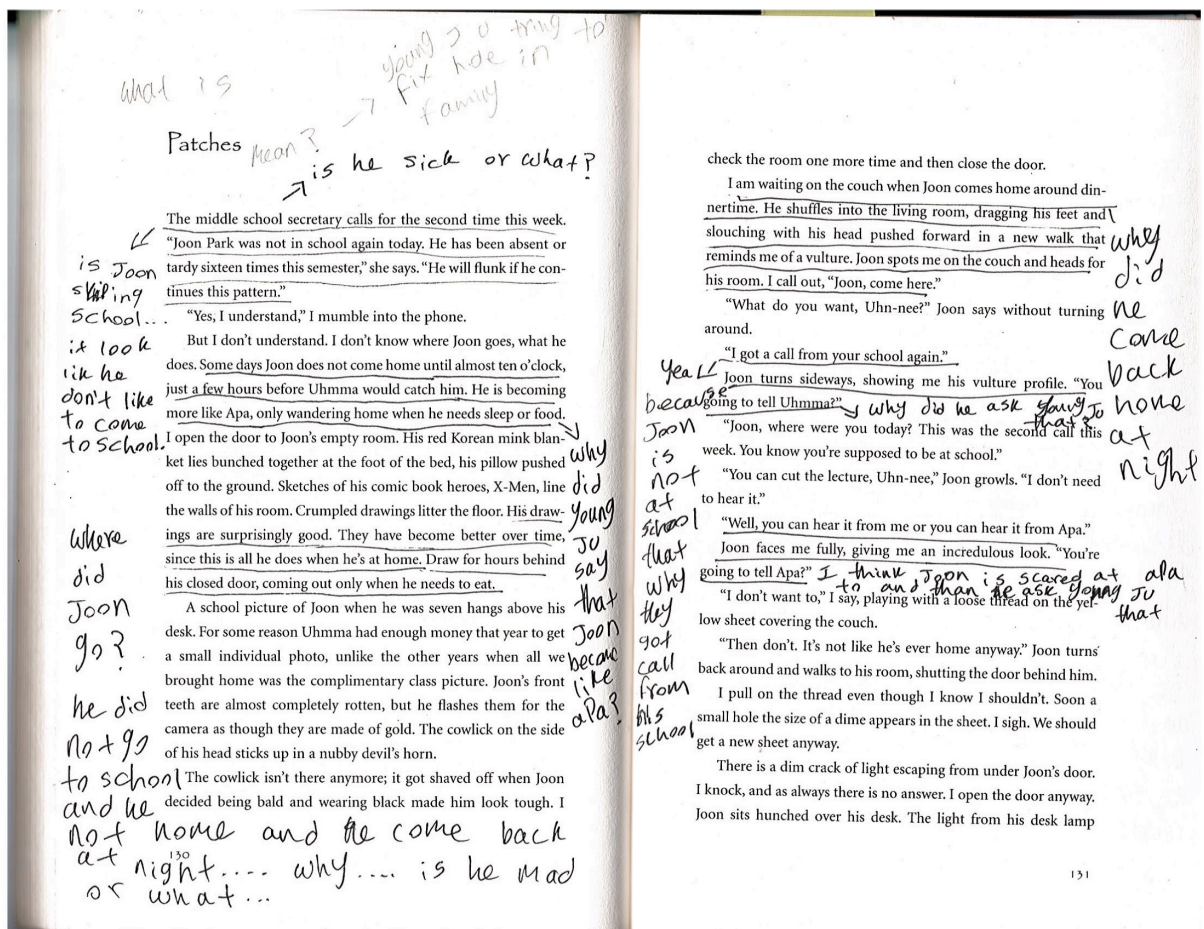 what is
young JU tring to
fix hole in
family
Patches
Mean?
is he sick or what?
The middle school secretary calls for the second time this week.
“Joon Park was not in school again today. He has been absent or
tardy sixteen times this semester,” she says. “He will flunk if he con-
tinues this pattern.”
“Yes, I understand,” I mumble into the phone.
But I don’t understand. I don’t know where Joon goes, what he
does. Some days Joon does not come home until almost ten o’clock,
just a few hours before Uhmma would catch him. He is becoming
more like Apa, only wandering home when he needs sleep or food.
I open the door to Joon’s empty room. His red Korean mink blan-
ket lies bunched together at the foot of the bed, his pillow pushed
off to the ground. Sketches of his comic book heroes, X-Men, line
the walls of his room. Crumpled drawings litter the floor. His draw-
ings are surprisingly good. They have become better over time,
since this is all he does when he’s at home. Draw for hours behind
his closed door, coming out only when he needs to eat.
A school picture of Joon when he was seven hangs above his
desk. For some reason Uhmma had enough money that year to get
a small individual photo, unlike the other years when all we
brought home was the complimentary class picture. Joon’s front
teeth are almost completely rotten, but he flashes them for the
camera as though they are made of gold. The cowlick on the side
of his head sticks up in a nubby devil’s horn.
The cowlick isn’t there anymore; it got shaved off when Joon
decided being bald and wearing black made him look tough. I
130
is Joon
skiping
school...
it look
lik he
don't like
to come
to school.
where
did
Joon
go?
he did
not go
to school
and he
not home and he come back
at night.... why.... is he mad
or what...
why
did
young
JU
say
that
Joon
became
like
aPa?
check the room one more time and then close the door.
I am waiting on the couch when Joon comes home around din-
nertime. He shuffles into the living room, dragging his feet and
slouching with his head pushed forward in a new walk that
reminds me of a vulture. Joon spots me on the couch and heads for
his room. I call out, “Joon, come here.”
“What do you want, Uhn-nee?” Joon says without turning
around.
“I got a call from your school again.”
Joon turns sideways, showing me his vulture profile. “You
going to tell Uhmma?”
why did he ask young JU
that?
“Joon, where were you today? This was the second call this
week. You know you’re supposed to be at school.”
“You can cut the lecture, Uhn-nee,” Joon growls. “I don’t need
to hear it.”
“Well, you can hear it from me or you can hear it from Apa.”
Joon faces me fully, giving me an incredulous look. “You’re
going to tell Apa?”
I think Joon is scared at apa
to and than he ask young JU
that
“I don’t want to,” I say, playing with a loose thread on the yel-
low sheet covering the couch.
“Then don’t. It’s not like he’s ever home anyway.” Joon turns
back around and walks to his room, shutting the door behind him.
I pull on the thread even though I know I shouldn’t. Soon a
small hole the size of a dime appears in the sheet. I sigh. We should
get a new sheet anyway.
There is a dim crack of light escaping from under Joon’s door.
I knock, and as always there is no answer. I open the door anyway.
Joon sits hunched over his desk. The light from his desk lamp
131
Yea
because
Joon
is
not
at
school
that
why
they
got
call
from
his
school
why
did
he
come
back
home
at
night